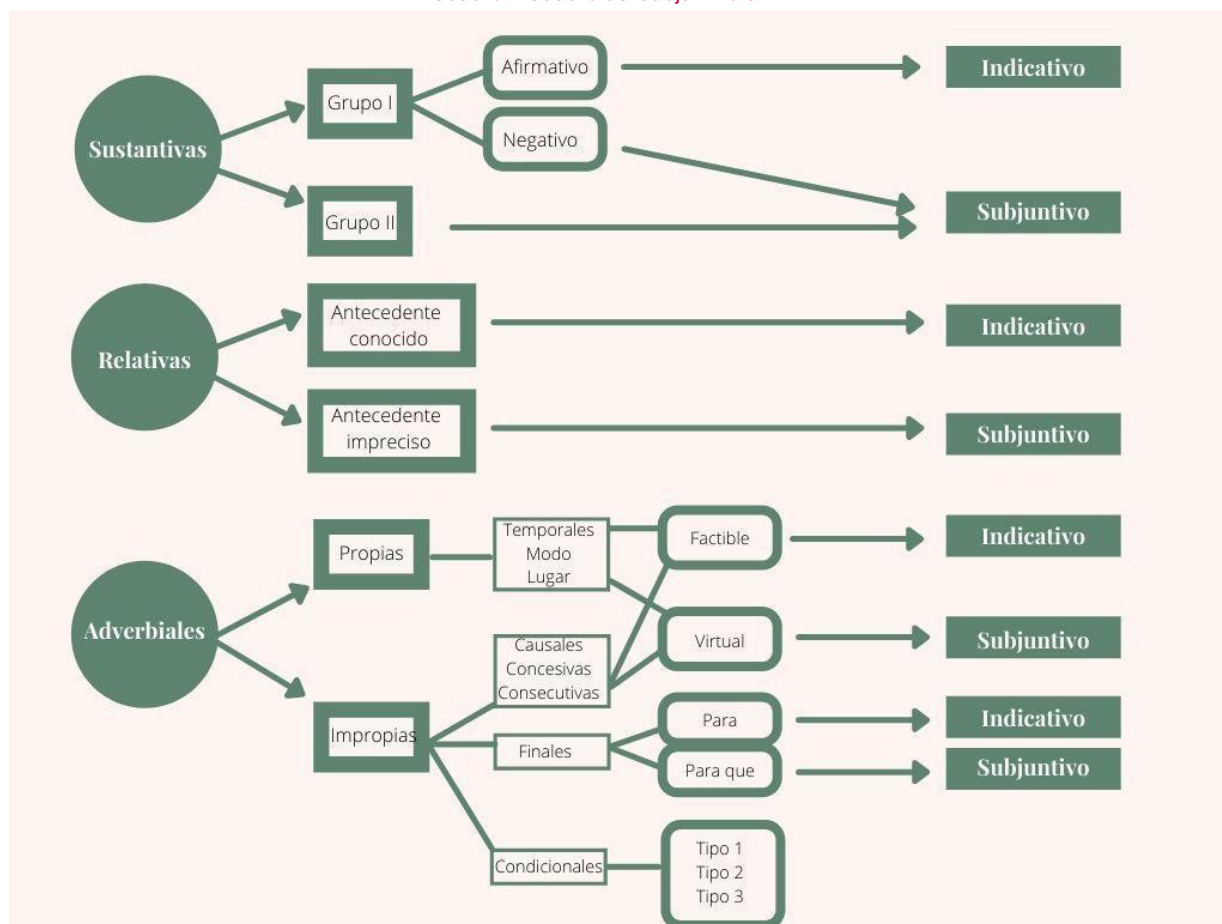 Sustantivas
Grupo I
Afirmativo
Indicativo
Negativo
Grupo II
Subjuntivo
Relativas
Antecedente
conocido
Indicativo
Antecedente
impreciso
Subjuntivo
Adverbiales
Propias
Temporales
Modo
Lugar
Factible
Indicativo
Virtual
Subjuntivo
Impropias
Causales
Concesivas
Consecutivas
Finales
Para
Indicativo
Para que
Subjuntivo
Condicionales
Tipo 1
Tipo 2
Tipo 3